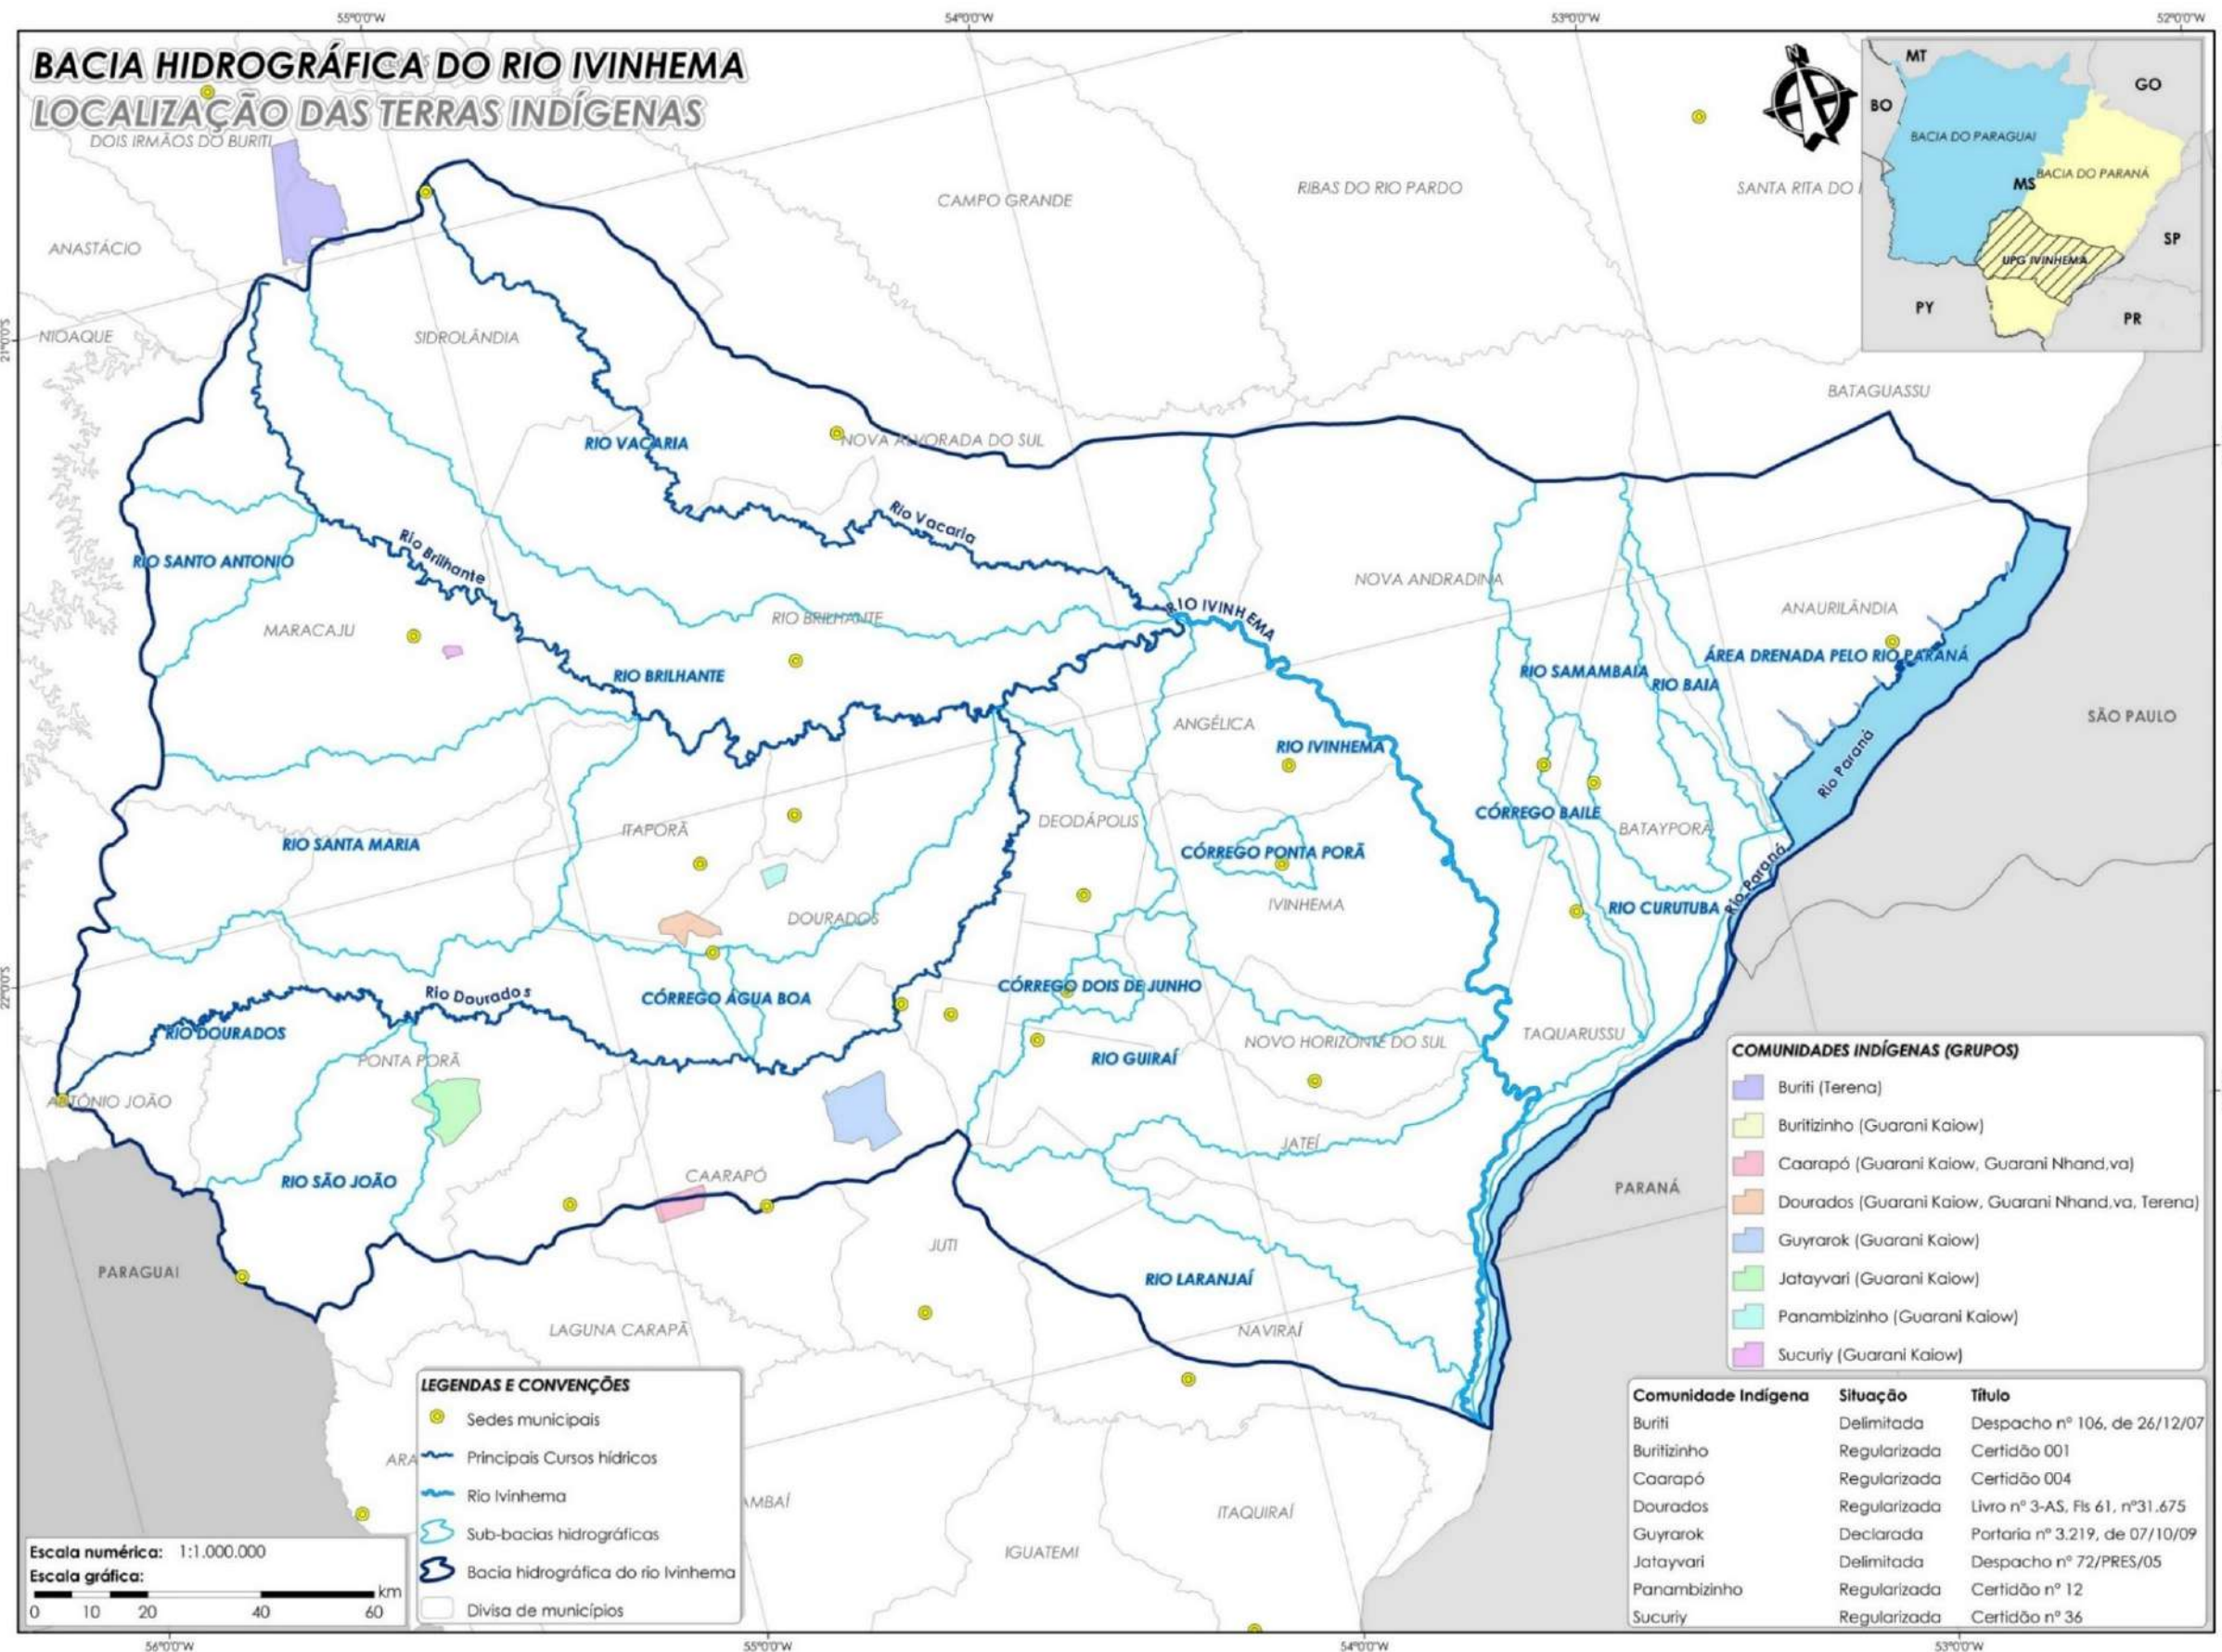 55°0'0"W
54°0'0"W
53°0'0"W
52°0'0"W
BACIA HIDROGRÁFICA DO RIO IVINHEMA
LOCALIZAÇÃO DAS TERRAS INDÍGENAS
DOIS IRMÃOS DO BURITI
ANASTÁCIO
NIOAQUE
21°0'0"S
SIDROLÂNDIA
CAMPO GRANDE
RIBAS DO RIO PARDO
SANTA RITA DO
N
MT
GO
BO
BACIA DO PARAGUAI
BACIA DO PARANÁ
MS
SP
UPG IVINHEMA
PY
PR
BATAGUASSU
RIO VACARIA
NOVA ALVORADA DO SUL
Rio Vacaria
Rio Brilhante
RIO SANTO ANTONIO
MARACAJU
RIO BRILHANTE
RIO IVINHEMA
NOVA ANDRADINA
ANAURILÂNDIA
RIO BRILHANTE
RIO SAMAMBAIA
RIO BAIA
ÁREA DRENADA PELO RIO PARANÁ
SÃO PAULO
ANGÉLICA
RIO IVINHEMA
Rio Paraná
RIO SANTA MARIA
ITAPORÃ
DEODÁPOLIS
CÓRREGO BAILE
BATAYPORÃ
CÓRREGO PONTA PORÃ
Rio Paraná
DOURADOS
IVINHEMA
RIO CURUTUBA
22°0'0"S
Rio Dourados
CÓRREGO ÁGUA BOA
CÓRREGO DOIS DE JUNHO
RIO DOURADOS
PONTA PORÃ
RIO GUIRAÍ
NOVO HORIZONTE DO SUL
TAQUARUSSU
ANTÔNIO JOÃO
JATEÍ
RIO SÃO JOÃO
CAARAPÓ
PARANÁ
PARAGUAI
JUTI
RIO LARANJAÍ
LAGUNA CARAPÃ
NAVIRAÍ
ARA
AMBAÍ
ITAQUIRAÍ
IGUATEMI
COMUNIDADES INDÍGENAS (GRUPOS)
Buriti (Terena)
Buritizinho (Guarani Kaiow)
Caarapó (Guarani Kaiow, Guarani Nhand,va)
Dourados (Guarani Kaiow, Guarani Nhand,va, Terena)
Guyrarok (Guarani Kaiow)
Jatayvari (Guarani Kaiow)
Panambizinho (Guarani Kaiow)
Sucuriy (Guarani Kaiow)
LEGENDAS E CONVENÇÕES
Sedes municipais
Principais Cursos hídricos
Rio Ivinhema
Sub-bacias hidrográficas
Bacia hidrográfica do rio Ivinhema
Divisa de municípios
Escala numérica: 1:1.000.000
Escala gráfica:
km
0 10 20 40 60
Comunidade Indígena Situação Título
Buriti Delimitada Despacho nº 106, de 26/12/07
Buritizinho Regularizada Certidão 001
Caarapó Regularizada Certidão 004
Dourados Regularizada Livro nº 3-AS, Fls 61, nº31.675
Guyrarok Declarada Portaria nº 3.219, de 07/10/09
Jatayvari Delimitada Despacho nº 72/PRES/05
Panambizinho Regularizada Certidão nº 12
Sucuriy Regularizada Certidão nº 36
56°0'0"W
55°0'0"W
54°0'0"W
53°0'0"W